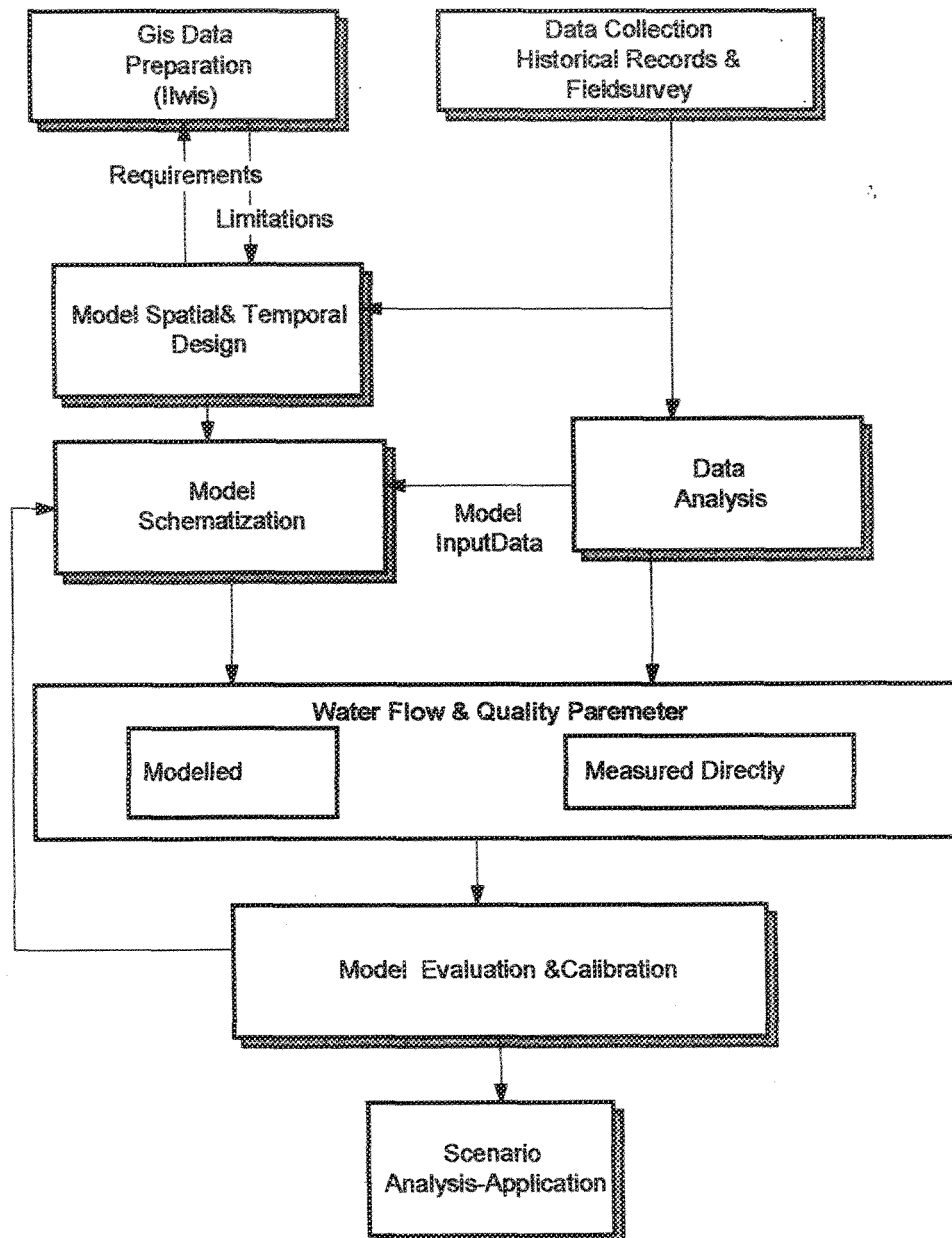 Gis Data
Preparation
(Ilwis)
Data Collection
Historical Records &
Fieldsurvey
Requirements
Limitations
Model Spatial& Temporal
Design
Model
Schematization
Model
InputData
Data
Analysis
Water Flow & Quality Paremeter
Modelled
Measured Directly
Model Evaluation &Calibration
Scenario
Analysis-Application